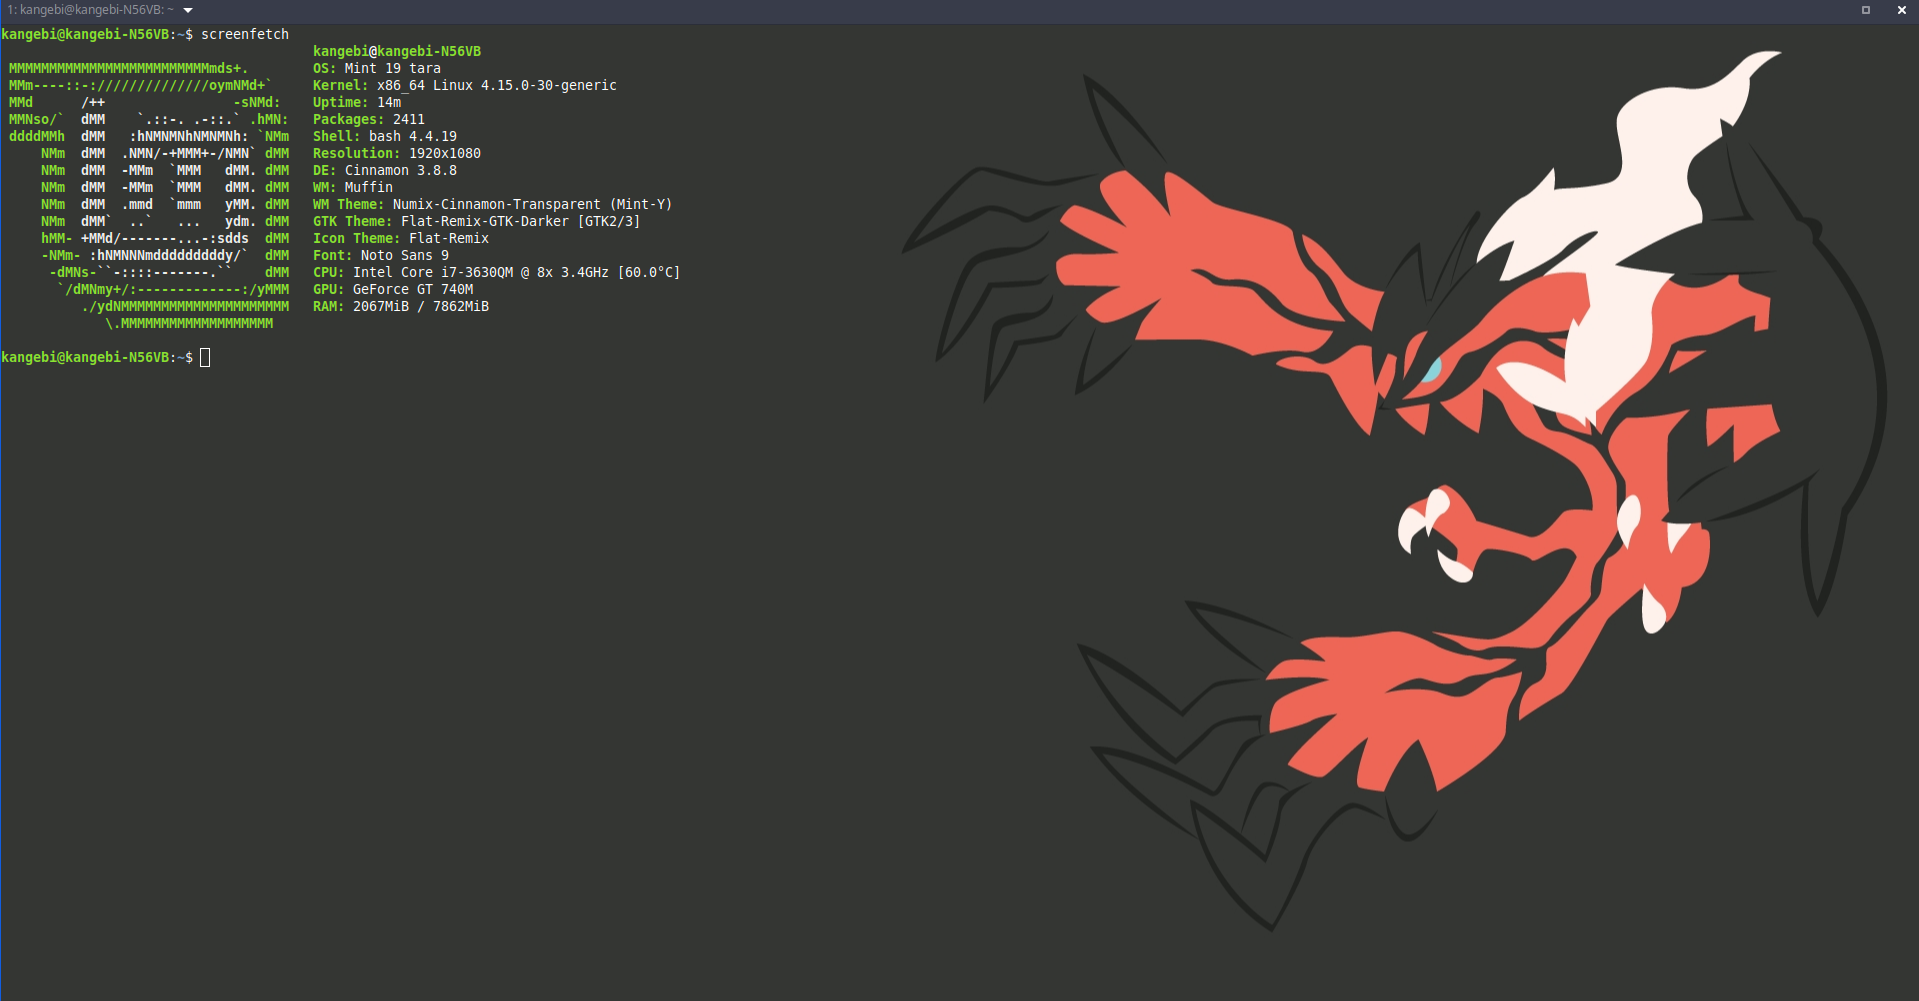 1: kangebi@kangebi-N56VB: ~
kangebi@kangebi-N56VB:~$ screenfetch
kangebi@kangebi-N56VB
MMMMMMMMMMMMMMMMMMMMMMMMMmds+. OS: Mint 19 tara
MMm----::-://////////////oymNMd+` Kernel: x86_64 Linux 4.15.0-30-generic
MMd /++ -sNMd: Uptime: 14m
MMNso/` dMM `.::-. .-::.` .hMN: Packages: 2411
ddddMMh dMM :hNMNMNhNMNMNh: `NMm Shell: bash 4.4.19
NMm dMM .NMN/-+MMM+-/NMN` dMM Resolution: 1920x1080
NMm dMM -MMm `MMM dMM. dMM DE: Cinnamon 3.8.8
NMm dMM -MMm `MMM dMM. dMM WM: Muffin
NMm dMM .mmd `mmm yMM. dMM WM Theme: Numix-Cinnamon-Transparent (Mint-Y)
NMm dMM` ..` ... ydm. dMM GTK Theme: Flat-Remix-GTK-Darker [GTK2/3]
hMM- +MMd/-------...-:sdds dMM Icon Theme: Flat-Remix
-NMm- :hNMNNNmdddddddddy/` dMM Font: Noto Sans 9
-dMNs-``-::::-------.`` dMM CPU: Intel Core i7-3630QM @ 8x 3.4GHz [60.0°C]
`/dMNmy+/:-------------:/yMMM GPU: GeForce GT 740M
./ydNMMMMMMMMMMMMMMMMMMMMM RAM: 2067MiB / 7862MiB
\.MMMMMMMMMMMMMMMMMMM
kangebi@kangebi-N56VB:~$